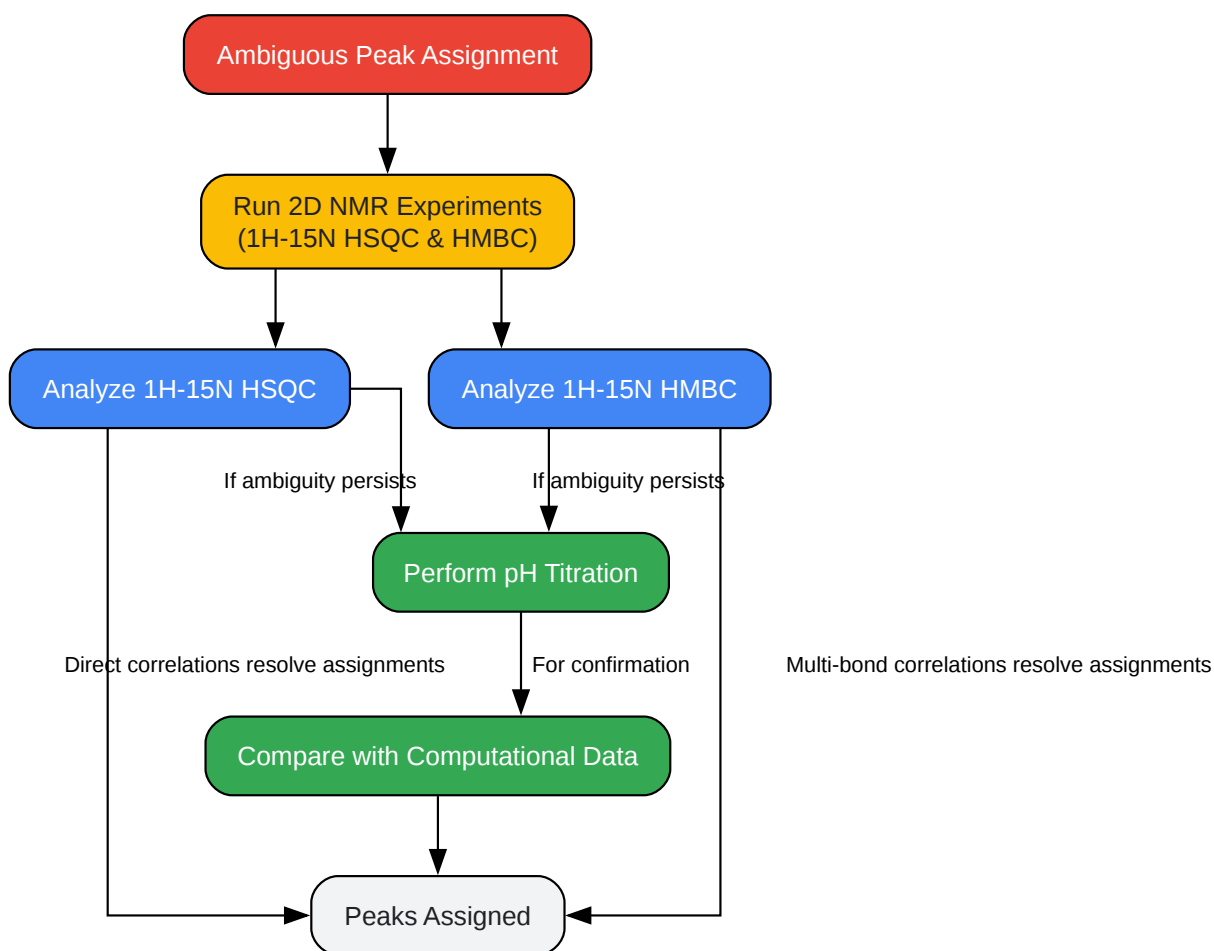 Ambiguous Peak Assignment
Run 2D NMR Experiments
(1H-15N HSQC & HMBC)
Analyze 1H-15N HSQC
Analyze 1H-15N HMBC
If ambiguity persists
If ambiguity persists
Perform pH Titration
Direct correlations resolve assignments
For confirmation
Multi-bond correlations resolve assignments
Compare with Computational Data
Peaks Assigned